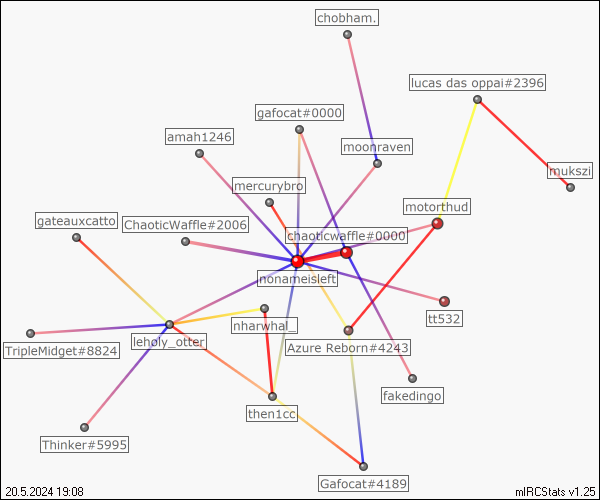 chobham.
lucas das oppai#2396
gafocat#0000
amah1246
moonraven
mukszi
mercurybro
motorthud
gateauxcatto
ChaoticWaffle#2006
chaoticwaffle#0000
nonameisleft
tt532
nharwhal_
leholy_otter
TripleMidget#8824
Azure Reborn#4243
fakedingo
then1cc
Thinker#5995
Gafocat#4189
20.5.2024 19:08
mIRCStats v1.25